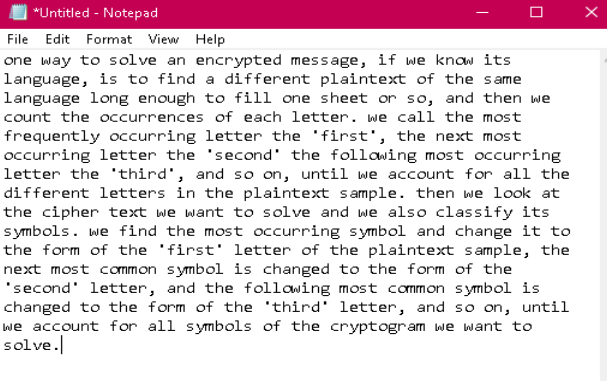 *Untitled - Notepad
File Edit Format View Help
one way to solve an encrypted message, if we know its
language, is to find a different plaintext of the same
language long enough to fill one sheet or so, and then we
count the occurrences of each letter. we call the most
frequently occurring letter the 'first', the next most
occurring letter the 'second' the following most occurring
letter the 'third', and so on, until we account for all the
different letters in the plaintext sample. then we look at
the cipher text we want to solve and we also classify its
symbols. we find the most occurring symbol and change it to
the form of the 'first' letter of the plaintext sample, the
next most common symbol is changed to the form of the
'second' letter, and the following most common symbol is
changed to the form of the 'third' letter, and so on, until
we account for all symbols of the cryptogram we want to
solve.